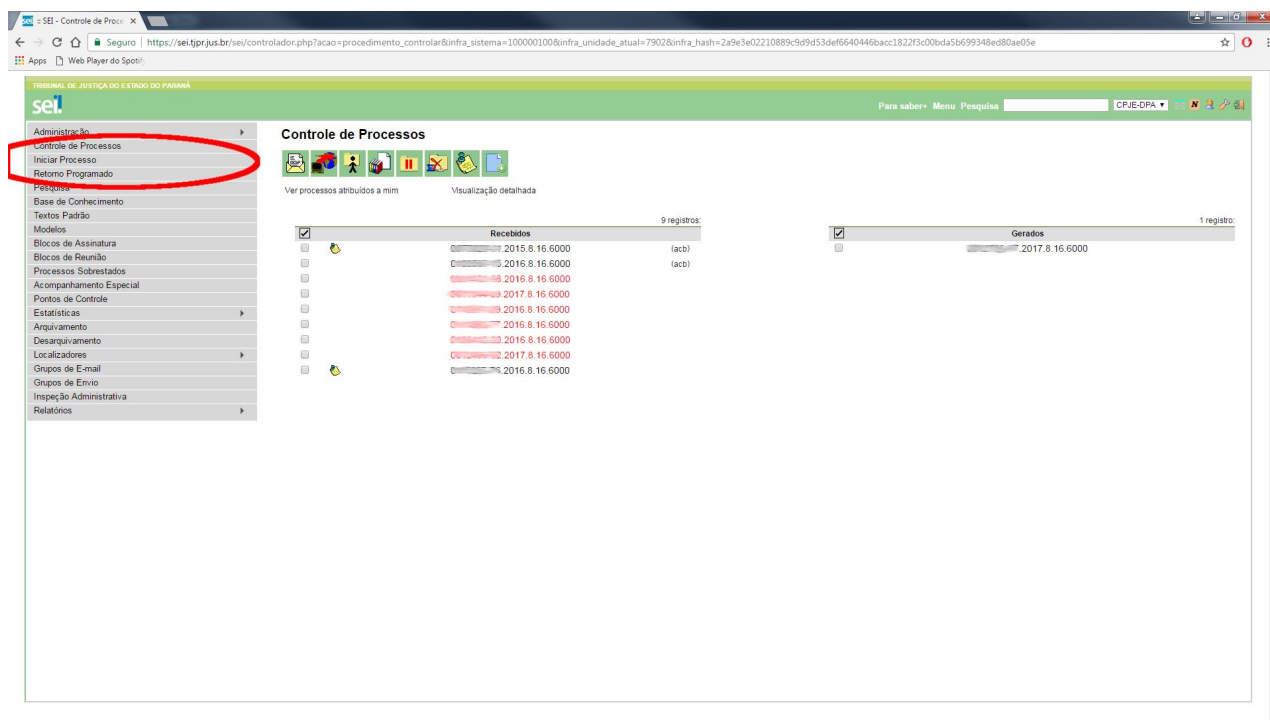 SEI - Controle de Proce
Seguro | https://sei.tjpr.jus.br/sei/controlador.php?acao=procedimento_controlar&infra_sistema=100000100&infra_unidade_atual=7902&infra_hash=2a9e3e02210889c9d9d53def6640446bacc1822f3c00bda5b699348ed80ae05e
Apps Web Player do Spotify
TRIBUNAL DE JUSTIÇA DO ESTADO DO PARANÁ
sei!
Para saber+ Menu Pesquisa CPJE-DPA
Administração
Controle de Processos
Iniciar Processo
Retorno Programado
Pesquisa
Base de Conhecimento
Textos Padrão
Modelos
Blocos de Assinatura
Blocos de Reunião
Processos Sobrestados
Acompanhamento Especial
Pontos de Controle
Estatísticas
Arquivamento
Desarquivamento
Localizadores
Grupos de E-mail
Grupos de Envio
Inspeção Administrativa
Relatórios
Controle de Processos
Ver processos atribuídos a mim Visualização detalhada
9 registros:
Recebidos
.2015.8.16.6000 (acb)
.2016.8.16.6000 (acb)
.2016.8.16.6000
.2017.8.16.6000
.2016.8.16.6000
.2016.8.16.6000
.2016.8.16.6000
.2017.8.16.6000
.2016.8.16.6000
1 registro:
Gerados
.2017.8.16.6000